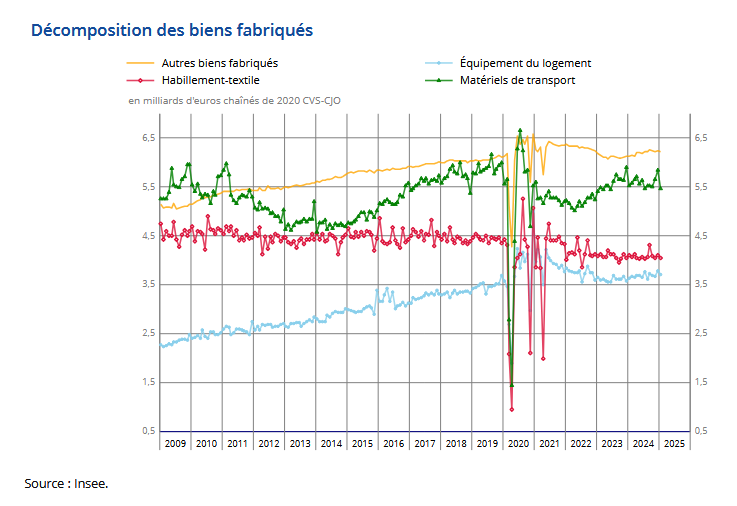 Décomposition des biens fabriqués
Autres biens fabriqués
Équipement du logement
Habillement-textile
Matériels de transport
en milliards d'euros chaînés de 2020 CVS-CJO
6,5 6,5
5,5 5,5
4,5 4,5
3,5 3,5
2,5 2,5
1,5 1,5
0,5 0,5
2009 2010 2011 2012 2013 2014 2015 2016 2017 2018 2019 2020 2021 2022 2023 2024 2025
Source : Insee.